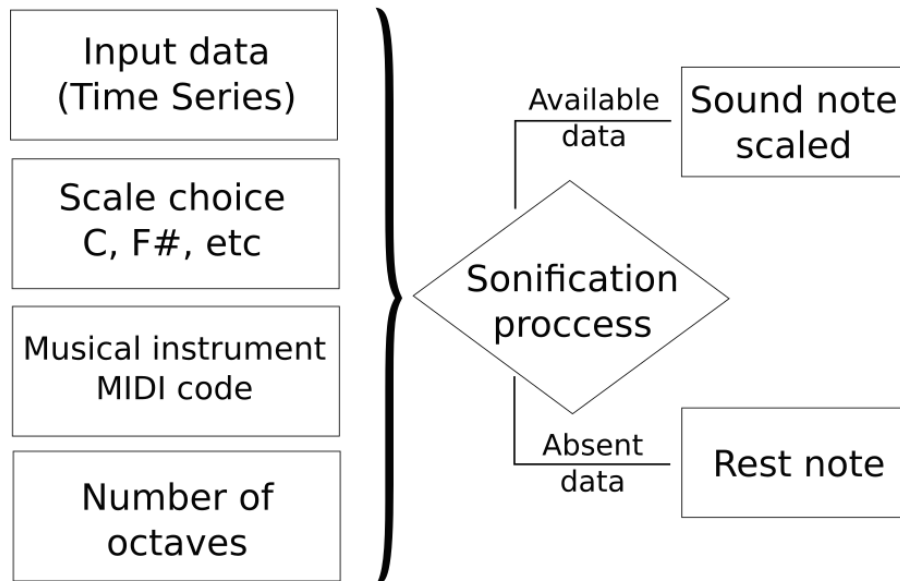 Input data
(Time Series)
Scale choice
C, F#, etc
Musical instrument
MIDI code
Number of
octaves
Sonification
proccess
Available
data
Sound note
scaled
Absent
data
Rest note